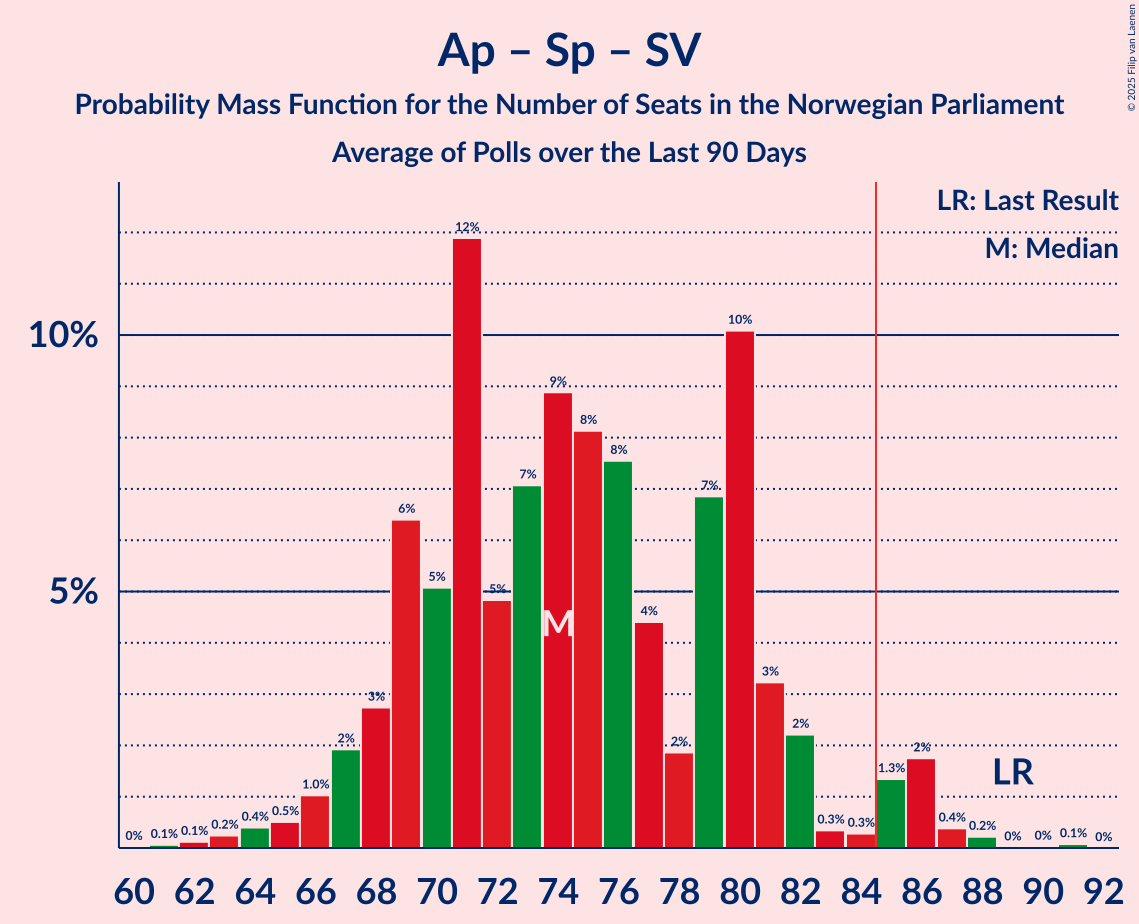 Ap – Sp – SV
Probability Mass Function for the Number of Seats in the Norwegian Parliament
Average of Polls over the Last 90 Days
© 2025 Filip van Laenen
LR: Last Result
M: Median
10%
5%
0% 0.1% 0.1% 0.2% 0.4% 0.5% 1.0% 2% 3% 6% 5% 12% 5% 7% 9% 8% 8% 4% 2% 7% 10% 3% 2% 0.3% 0.3% 1.3% 2% 0.4% 0.2% 0% 0% 0.1% 0%
M
LR
60 62 64 66 68 70 72 74 76 78 80 82 84 86 88 90 92